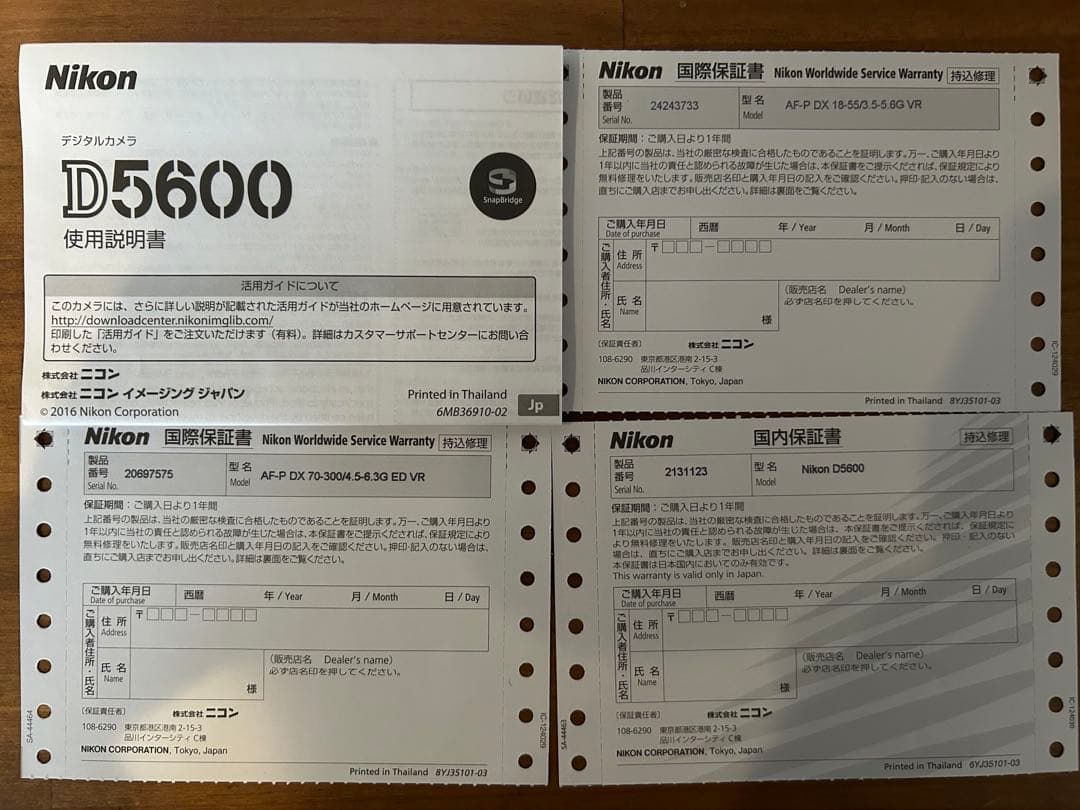 Nikon
デジタルカメラ
D5600
使用説明書
SnapBridge
活用ガイドについて
このカメラには、さらに詳しい説明が記載された活用ガイドが当社のホームページに用意されています。
http://downloadcenter.nikonimglib.com/
印刷した「活用ガイド」をご注文いただけます（有料）。詳細はカスタマーサポートセンターにお問い合
わせください。
株式会社 ニコン
株式会社 ニコン イメージング ジャパン
© 2016 Nikon Corporation
Printed in Thailand
6MB36910-02
Jp
Nikon 国際保証書 Nikon Worldwide Service Warranty 持込修理
製品
番号 24243733
Serial No.
型名 AF-P DX 18-55/3.5-5.6G VR
Model
保証期間：ご購入日より1年間
上記番号の製品は、当社の厳密な検査に合格したものであることを証明します。万一、ご購入年月日より
1年以内に当社の責任と認められる故障が生じた場合は、本保証書をご提示くだされば、保証規定により
無料修理をいたします。販売店名印と購入年月日の記入をご確認ください。押印・記入のない場合は、
直ちにご購入店までお申し出ください。詳細は裏面をご覧ください。
ご購入年月日 西暦 年 / Year 月 / Month 日 / Day
Date of purchase
ご購入者住所・氏名
住所 〒
Address
氏名
Name
様
（販売店名 Dealer's name）
必ず店名印を押してください。
〔保証責任者〕 株式会社 ニコン
108-6290 東京都港区港南 2-15-3
品川インターシティ C棟
NIKON CORPORATION, Tokyo, Japan
Printed in Thailand 8YJ35101-03
IC-124029
Nikon 国際保証書 Nikon Worldwide Service Warranty 持込修理
製品
番号 20697575
Serial No.
型名 AF-P DX 70-300/4.5-6.3G ED VR
Model
保証期間：ご購入日より1年間
上記番号の製品は、当社の厳密な検査に合格したものであることを証明します。万一、ご購入年月日より
1年以内に当社の責任と認められる故障が生じた場合は、本保証書をご提示くだされば、保証規定により
無料修理をいたします。販売店名印と購入年月日の記入をご確認ください。押印・記入のない場合は、
直ちにご購入店までお申し出ください。詳細は裏面をご覧ください。
ご購入年月日 西暦 年 / Year 月 / Month 日 / Day
Date of purchase
ご購入者住所・氏名
住所 〒
Address
氏名
Name
様
（販売店名 Dealer's name）
必ず店名印を押してください。
〔保証責任者〕 株式会社 ニコン
108-6290 東京都港区港南 2-15-3
品川インターシティ C棟
NIKON CORPORATION, Tokyo, Japan
Printed in Thailand 8YJ35101-03
SA-44464
IC-124029
Nikon 国内保証書 持込修理
製品
番号 2131123
Serial No.
型名 Nikon D5600
Model
保証期間：ご購入日より1年間
上記番号の製品は、当社の厳密な検査に合格したものであることを証明します。万一、ご購入年月日より
1年以内に当社の責任と認められる故障が生じた場合は、本保証書をご提示くだされば、保証規定に
より無料修理をいたします。販売店名印と購入年月日の記入をご確認ください。押印・記入のない
場合は、直ちにご購入店までお申し出ください。詳細は裏面をご覧ください。
本保証書は日本国内においてのみ有効です。
This warranty is valid only in Japan.
ご購入年月日 西暦 年 / Year 月 / Month 日 / Day
Date of purchase
ご購入者住所・氏名
住所 〒
Address
氏名
Name
様
（販売店名 Dealer's name）
必ず店名印を押してください。
〔保証責任者〕 株式会社 ニコン
108-6290 東京都港区港南 2-15-3
品川インターシティ C棟
NIKON CORPORATION, Tokyo, Japan
Printed in Thailand 6YJ35101-03
SA-44463
IC-124030